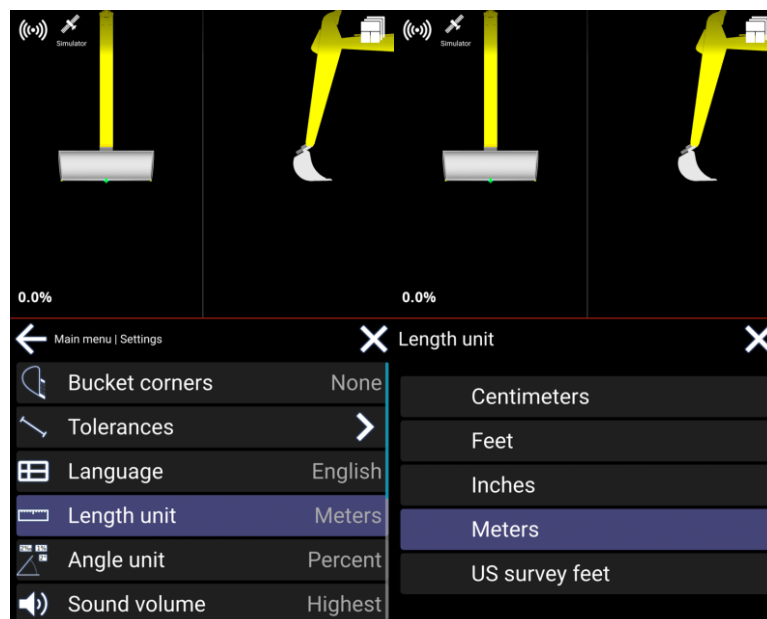 Simulator
0.0%
Main menu | Settings
Bucket corners None
Tolerances
Language English
Length unit Meters
Angle unit Percent
Sound volume Highest
Simulator
0.0%
Length unit
Centimeters
Feet
Inches
Meters
US survey feet